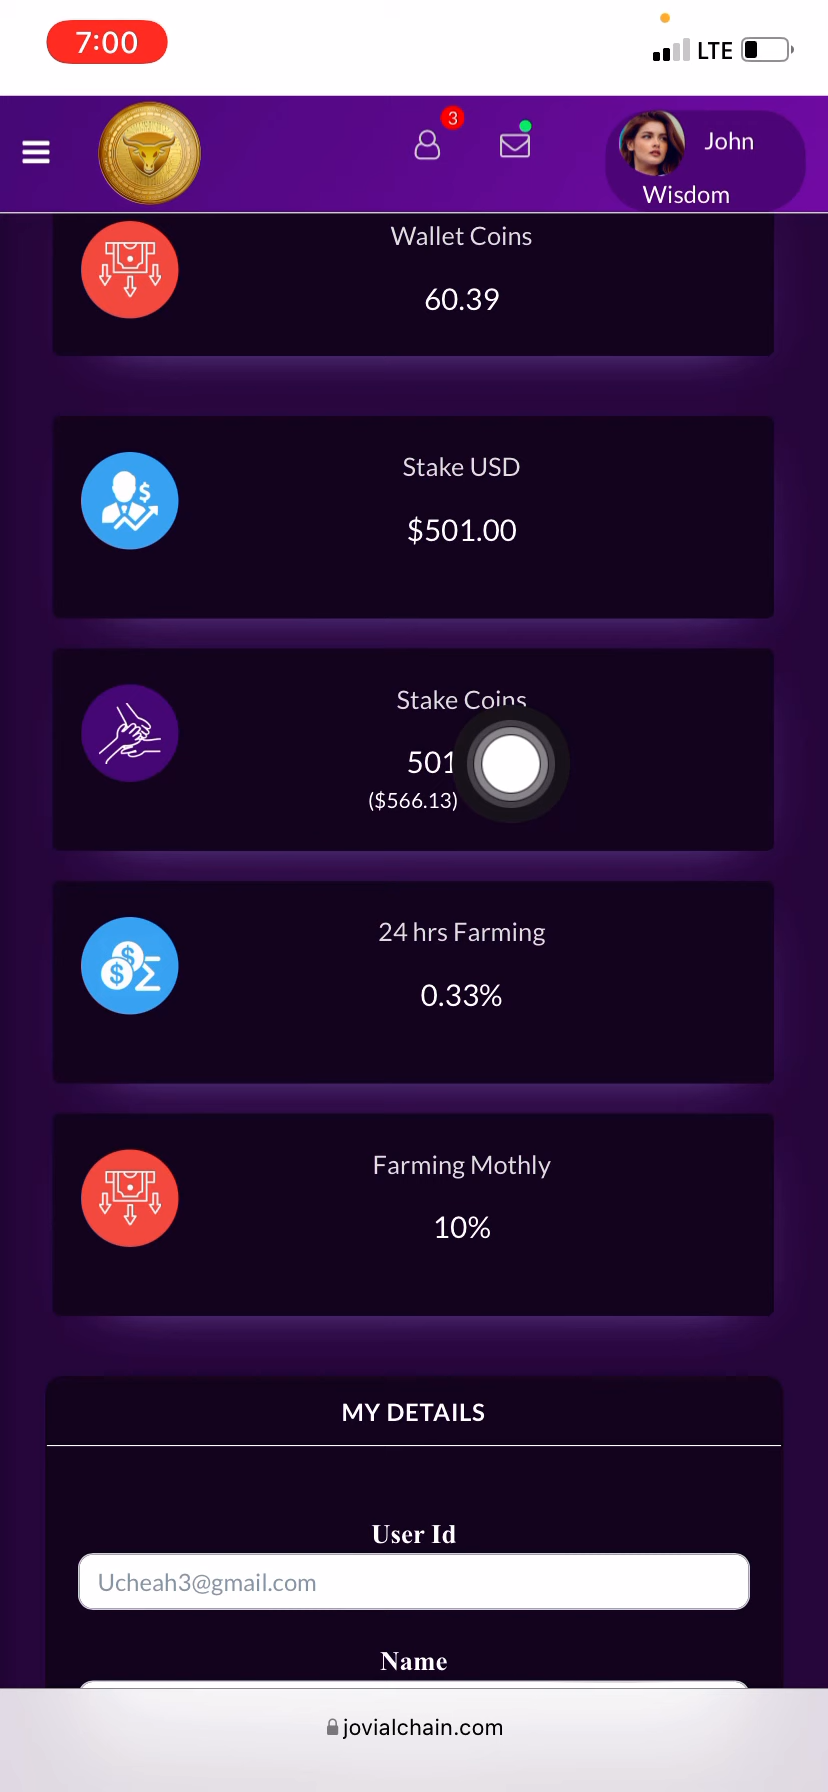 7:00
LTE
3
John
Wisdom
Wallet Coins
60.39
Stake USD
$501.00
Stake Coins
501
($566.13)
24 hrs Farming
0.33%
Farming Mothly
10%
MY DETAILS
User Id
Ucheah3@gmail.com
Name
jovialchain.com